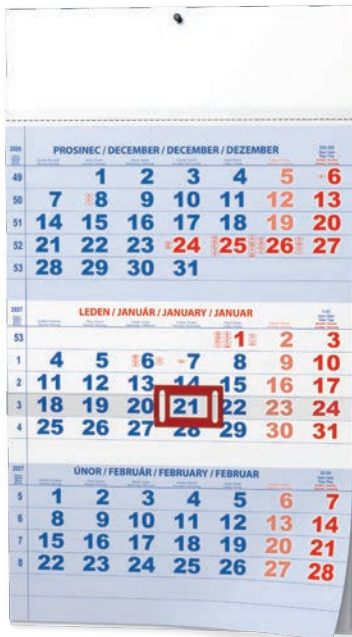 2026 PROSINEC / DECEMBER / DECEMBER / DEZEMBER
49 1 2 3 4 5 6
50 7 8 9 10 11 12 13
51 14 15 16 17 18 19 20
52 21 22 23 24 25 26 27
53 28 29 30 31
2027 LEDEN / JANUÁR / JANUARY / JANUAR
53 1 2 3
1 4 5 6 7 8 9 10
2 11 12 13 14 15 16 17
3 18 19 20 21 22 23 24
4 25 26 27 28 29 30 31
2027 ÚNOR / FEBRUÁR / FEBRUARY / FEBRUAR
5 1 2 3 4 5 6 7
6 8 9 10 11 12 13 14
7 15 16 17 18 19 20 21
8 22 23 24 25 26 27 28